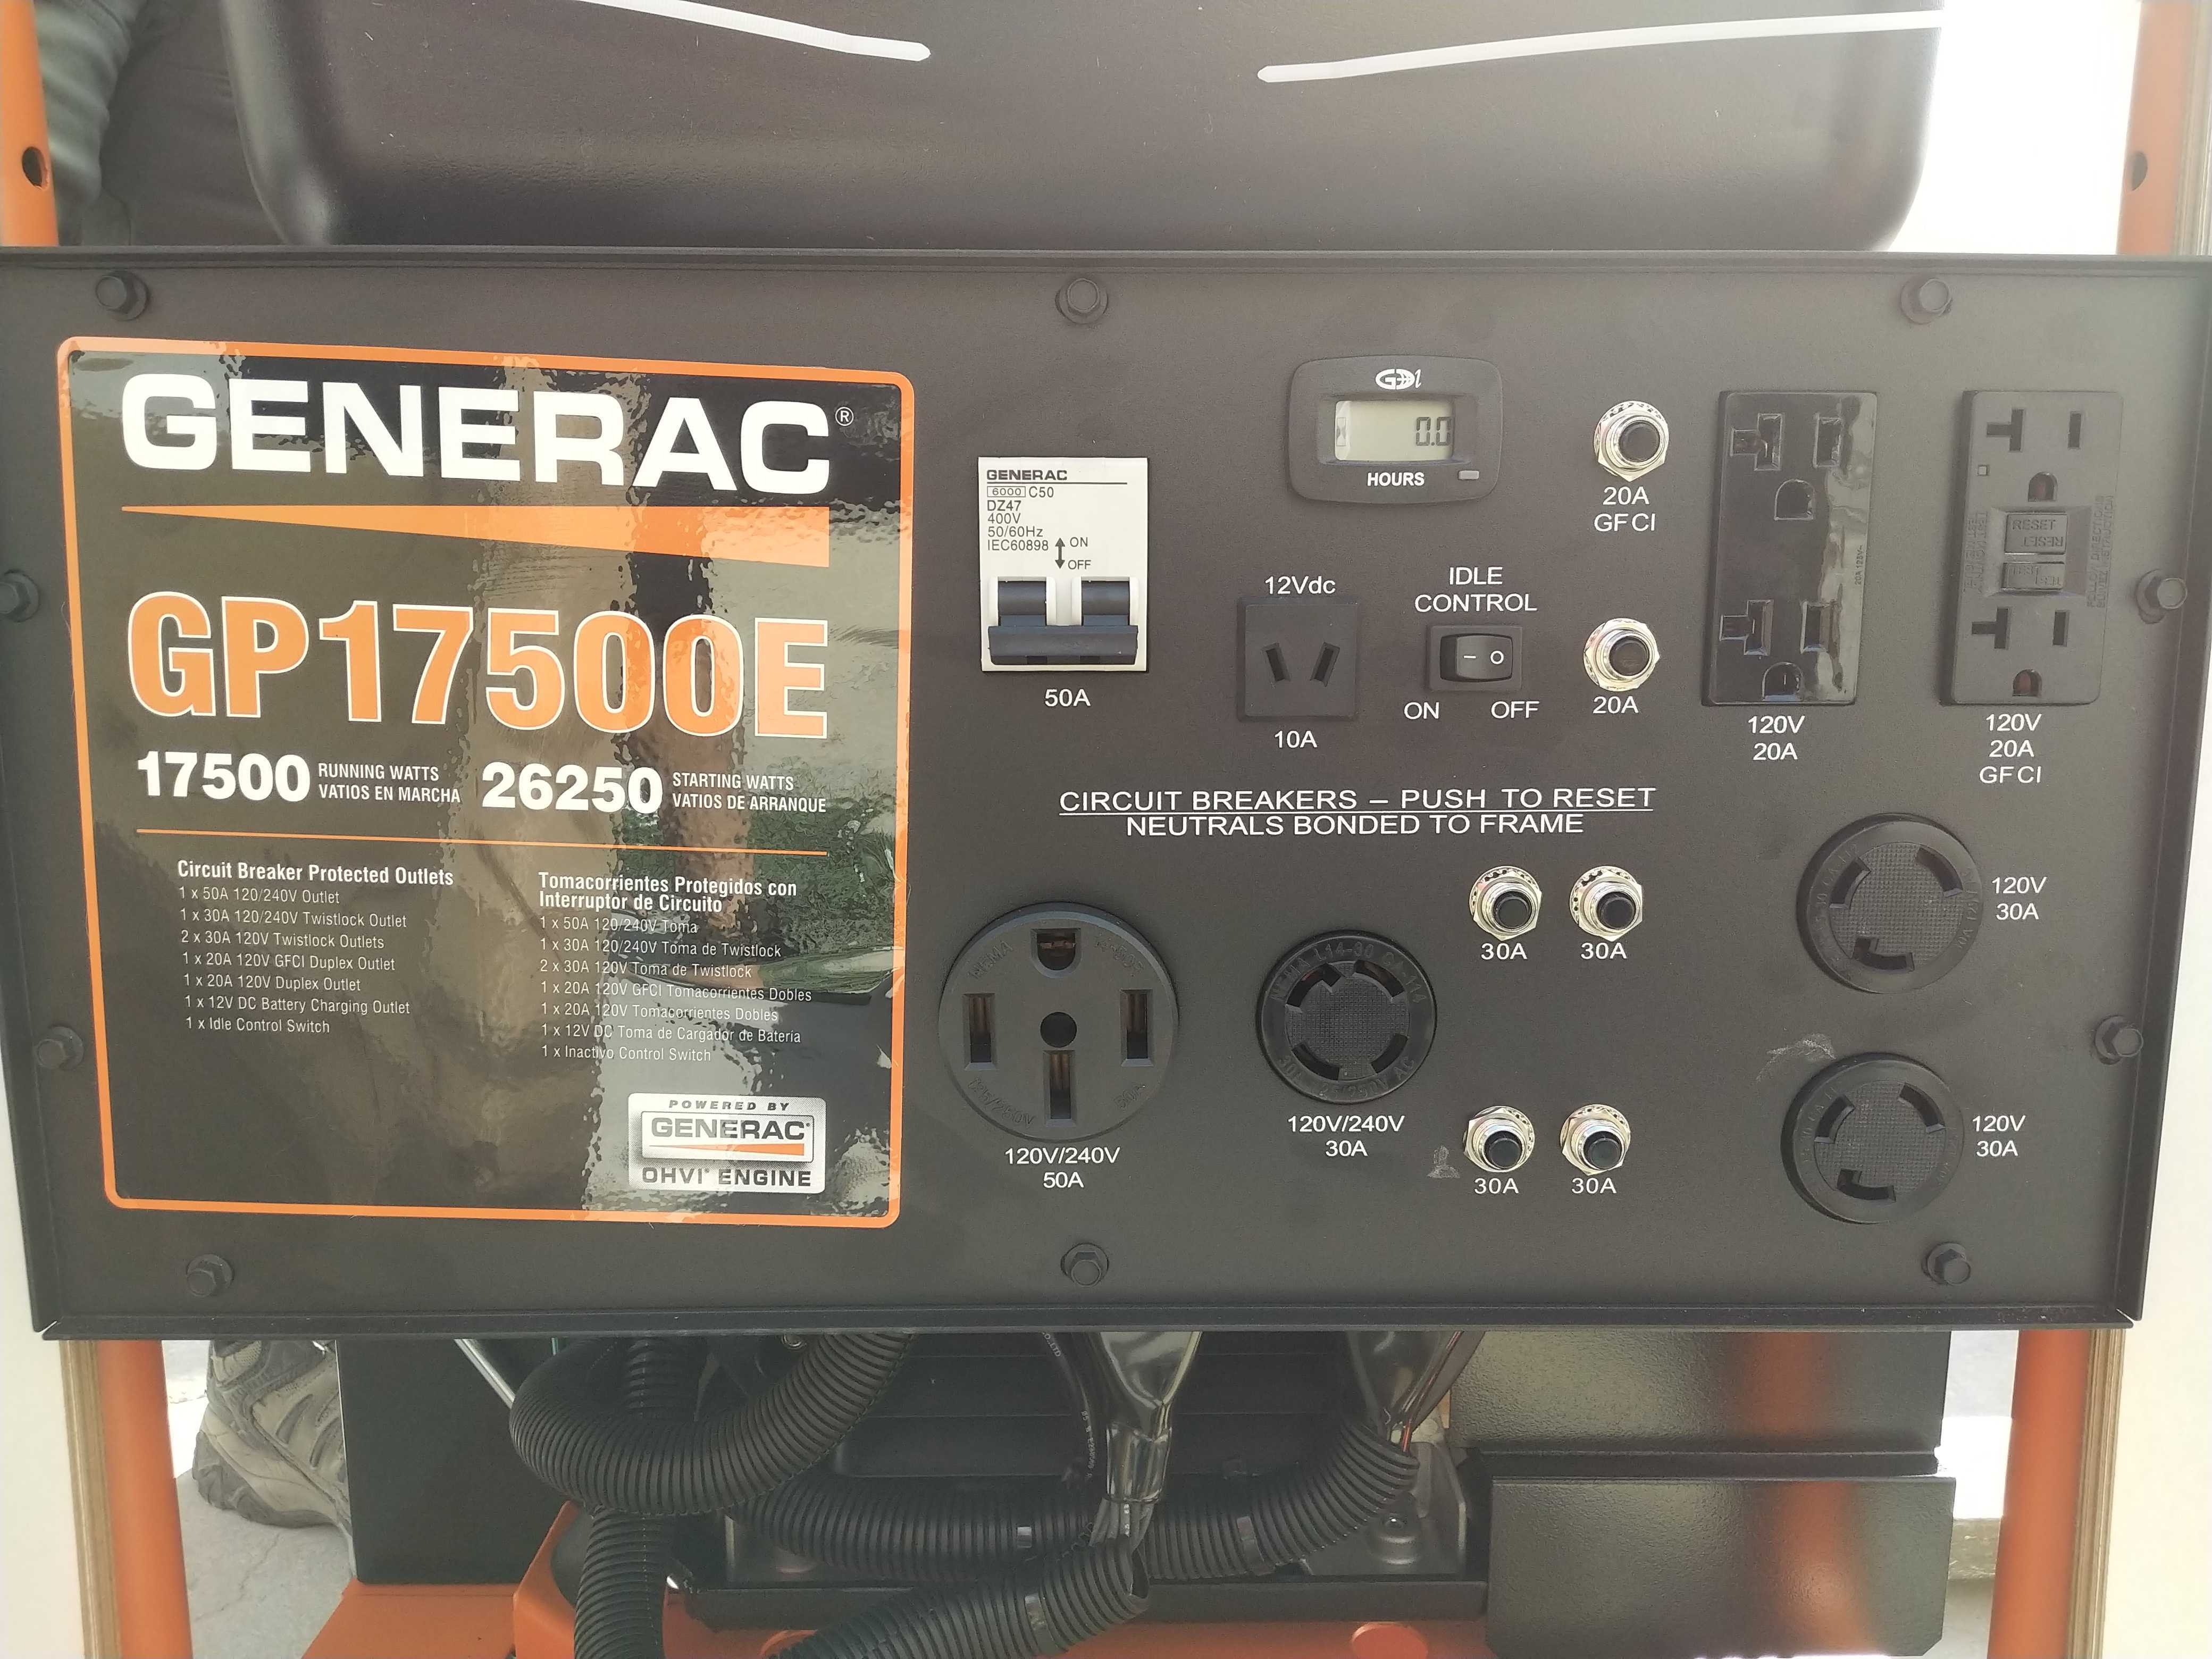 GENERAC®
GP17500E
17500 RUNNING WATTS
VATIOS EN MARCHA
26250 STARTING WATTS
VATIOS DE ARRANQUE
Circuit Breaker Protected Outlets
1 x 50A 120/240V Outlet
1 x 30A 120/240V Twistlock Outlet
2 x 30A 120V Twistlock Outlets
1 x 20A 120V GFCI Duplex Outlet
1 x 20A 120V Duplex Outlet
1 x 12V DC Battery Charging Outlet
1 x Idle Control Switch
Tomacorrientes Protegidos con
Interruptor de Circuito
1 x 50A 120/240V Toma
1 x 30A 120/240V Toma de Twistlock
2 x 30A 120V Toma de Twistlock
1 x 20A 120V GFCI Tomacorrientes Dobles
1 x 20A 120V Tomacorrientes Dobles
1 x 12V DC Toma de Cargador de Batería
1 x Inactivo Control Switch
POWERED BY
GENERAC®
OHVI® ENGINE
GENERAC
6000 C50
DZ47
400V
50/60Hz
IEC60898
ON
OFF
50A
0.0
HOURS
12Vdc
10A
IDLE
CONTROL
ON OFF
20A
GFCI
20A
120V
20A
RESET
120V
20A
GFCI
CIRCUIT BREAKERS – PUSH TO RESET
NEUTRALS BONDED TO FRAME
120V/240V
50A
NEMA L14-30
120V/240V
30A
30A 30A
30A 30A
120V
30A
120V
30A